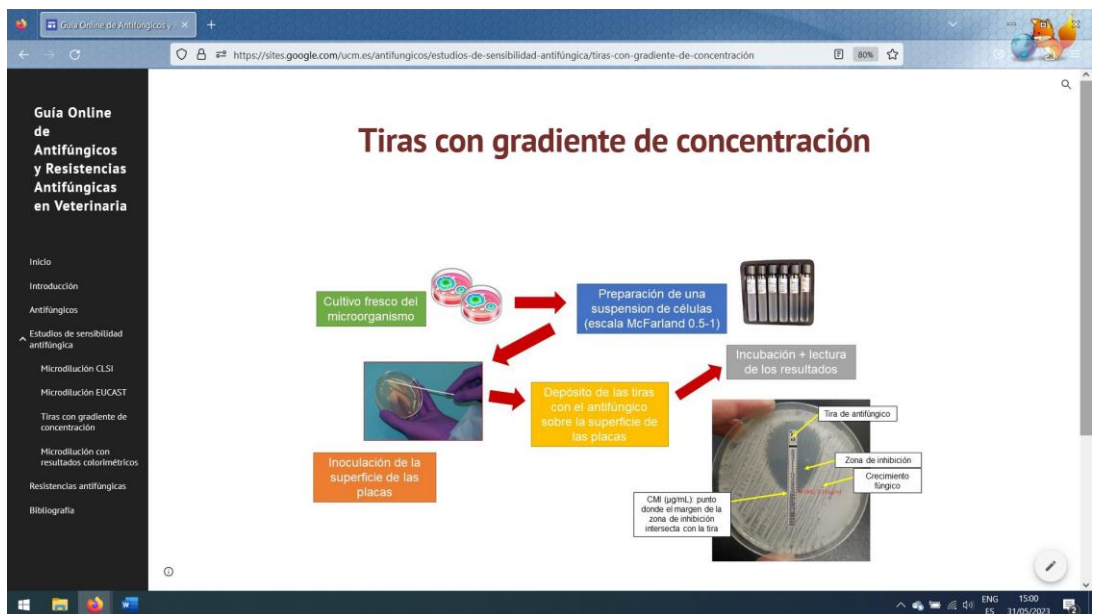 Guía Online de Antifúngicos y
https://sites.google.com/ucm.es/antifungicos/estudios-de-sensibilidad-antifúngica/tiras-con-gradiente-de-concentración
80%
Guía Online
de
Antifúngicos
y Resistencias
Antifúngicas
en Veterinaria
Inicio
Introducción
Antifúngicos
Estudios de sensibilidad
antifúngica
Microdilución CLSI
Microdilución EUCAST
Tiras con gradiente de
concentración
Microdilución con
resultados colorimétricos
Resistencias antifúngicas
Bibliografía
Tiras con gradiente de concentración
Cultivo fresco del
microorganismo
Preparación de una
suspension de células
(escala McFarland 0.5-1)
Inoculación de la
superficie de las
placas
Depósito de las tiras
con el antifúngico
sobre la superficie de
las placas
Incubación + lectura
de los resultados
Tira de antifúngico
Zona de inhibición
Crecimiento
fúngico
CMI (µg/mL): punto
donde el margen de la
zona de inhibición
intersecta con la tira
ENG
ES
15:00
31/05/2023
2